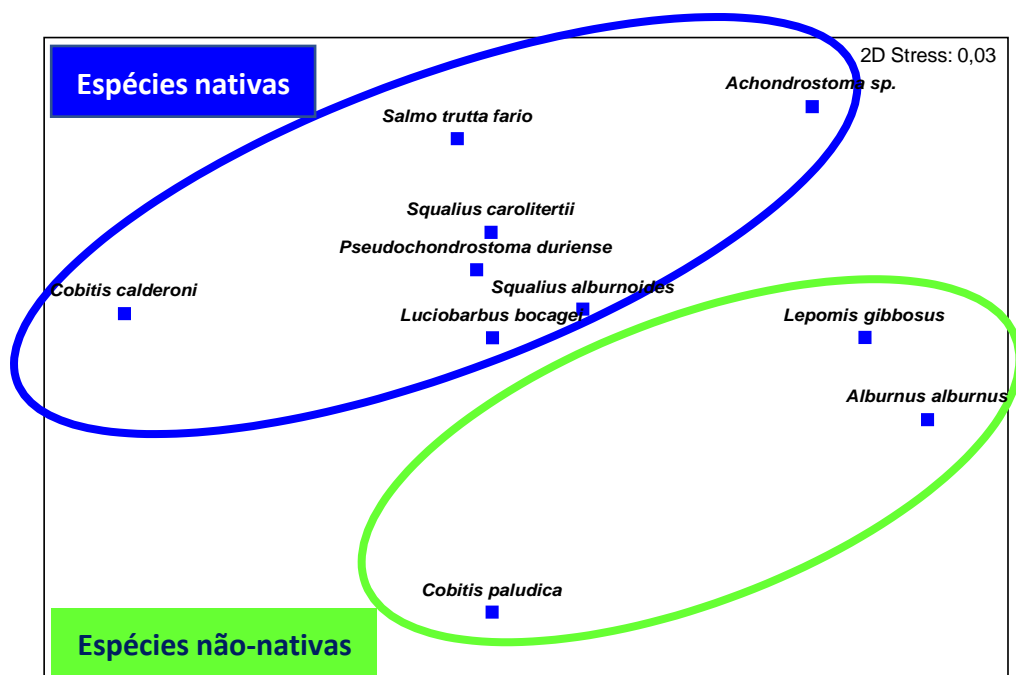 Espécies nativas
2D Stress: 0,03
Achondrostoma sp.
Salmo trutta fario
Squalius carolitertii
Pseudochondrostoma duriense
Cobitis calderoni
Squalius alburnoides
Luciobarbus bocagei
Lepomis gibbosus
Alburnus alburnus
Cobitis paludica
Espécies não-nativas